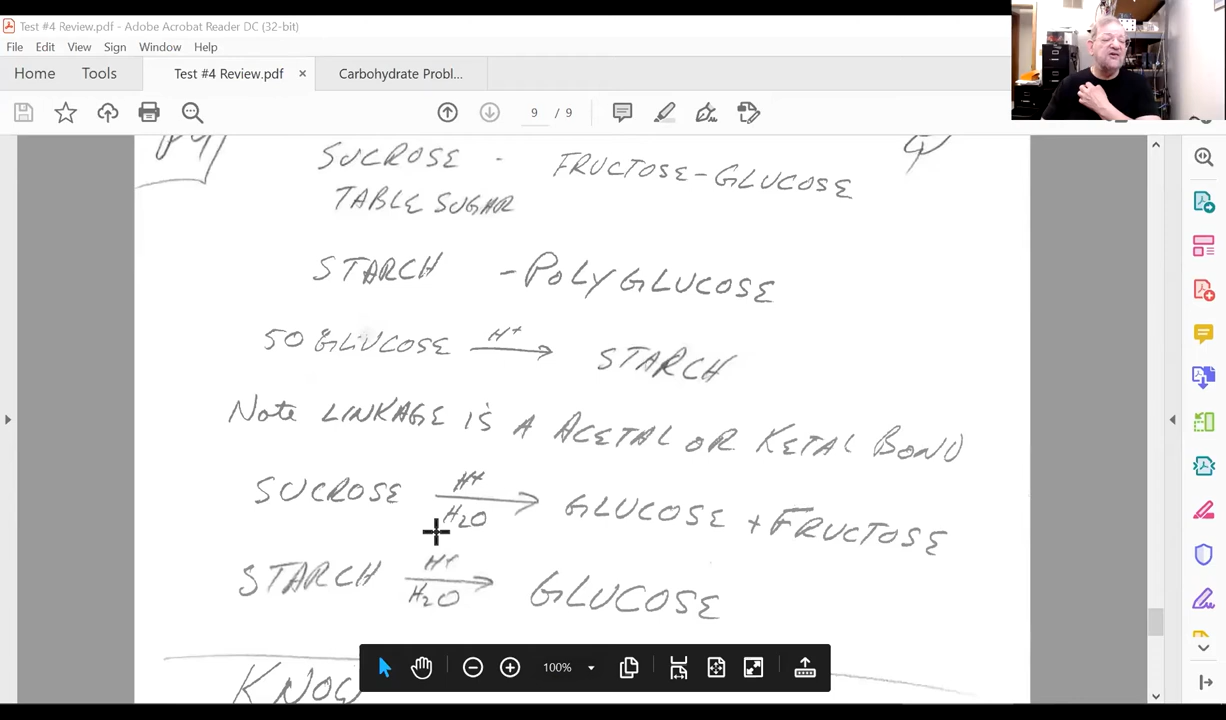 Test #4 Review.pdf - Adobe Acrobat Reader DC (32-bit)
File Edit View Sign Window Help
Home Tools Test #4 Review.pdf × Carbohydrate Probl...
9 / 9
SUCROSE - FRUCTOSE-GLUCOSE
TABLE SUGAR
STARCH - POLYGLUCOSE
50 GLUCOSE H+ → STARCH
Note LINKAGE IS A ACETAL OR KETAL BOND
SUCROSE H+ H2O → GLUCOSE + FRUCTOSE
STARCH H+ H2O → GLUCOSE
KNOW
100%